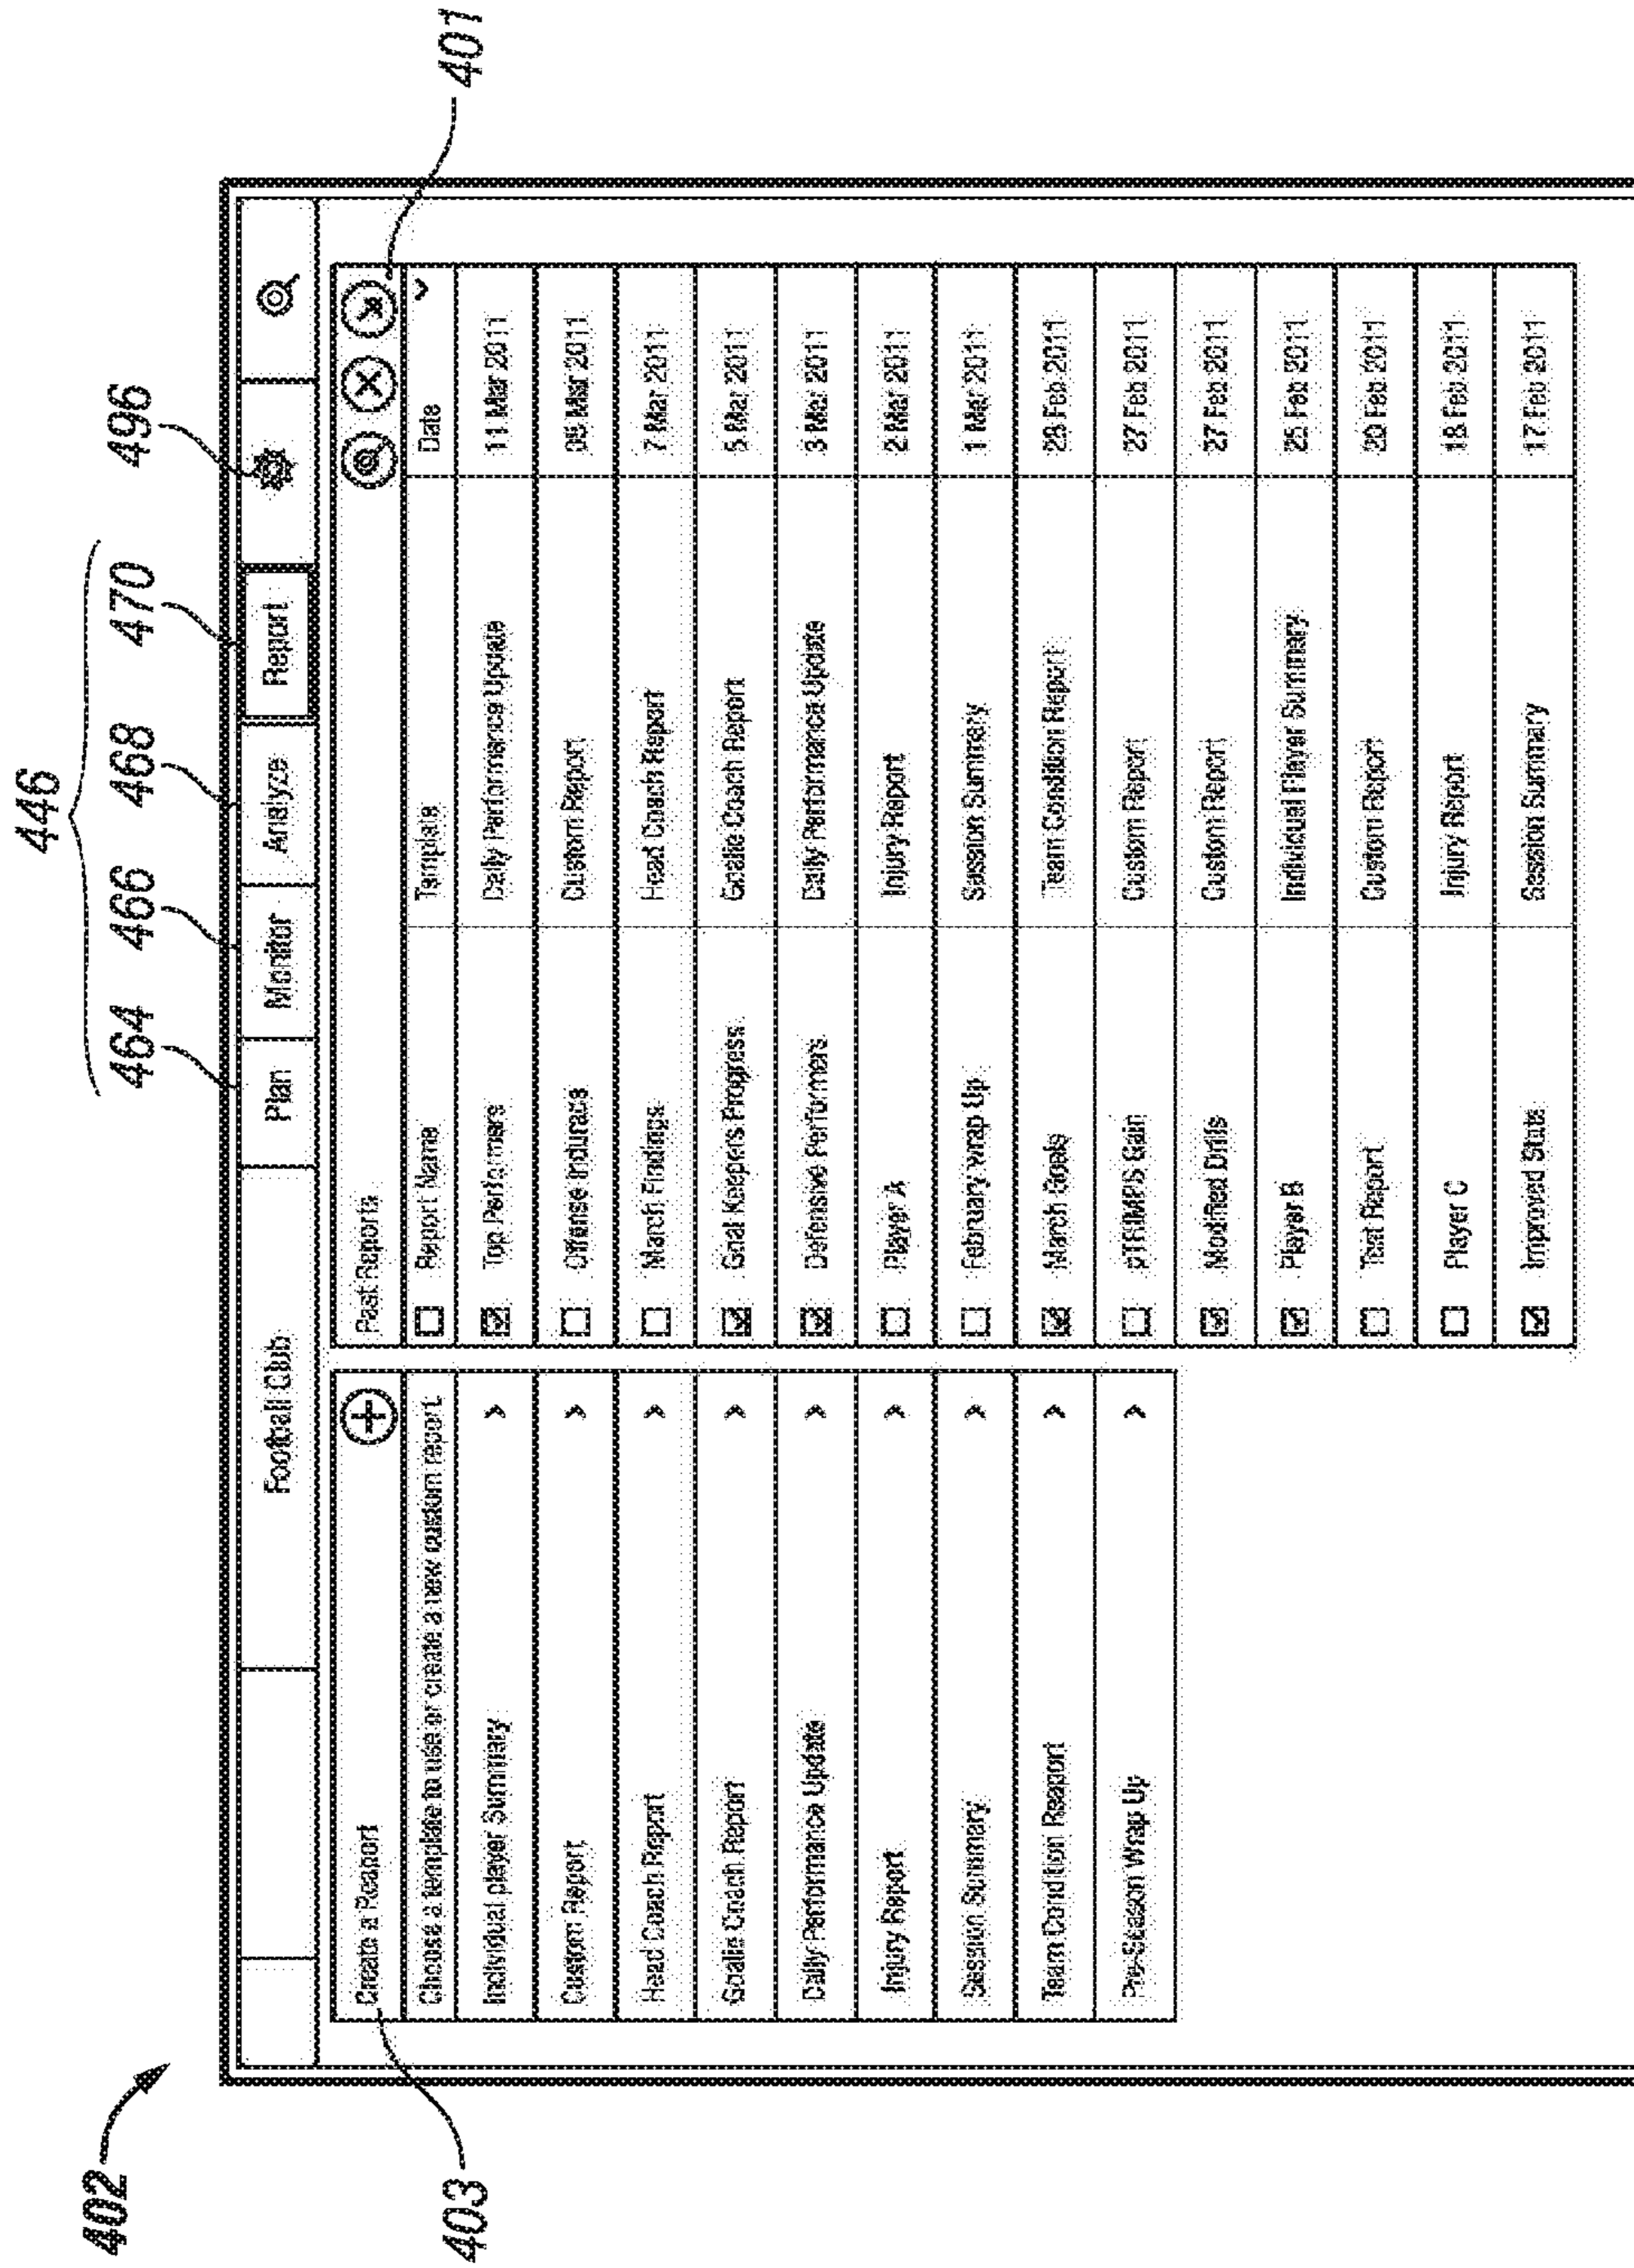 402
446
464 466 468 470 496
Football Club Plan Monitor Analyze Report
403
401
Create a Reaport
Choose a template to use or create a new custom report
Individual player Summary
Custom Report
Head Coach Report
Goalie Coach Report
Daily Performance Update
Injury Report
Session Summary
Team Condition Reaport
Pre-Season Wrap Up
Past Reports
Report Name Template Date
Top Performers Daily Performance Update 11 Mar 2011
Offense Indurace Custom Report 09 Mar 2011
March Findings Head Coach Report 7 Mar 2011
Goal Keepers Progress Goalie Coach Report 5 Mar 2011
Defensive Performers Daily Performance Update 3 Mar 2011
Player A Injury Report 2 Mar 2011
February wrap Up Session Summery 1 Mar 2011
March Goals Team Condition Report 28 Feb 2011
pTRIMPS Gain Custom Report 27 Feb 2011
Modified Drills Custom Report 27 Feb 2011
Player B Individual Player Summery 25 Feb 2011
Test Report Custom Report 20 Feb 2011
Player C Injury Report 18 Feb 2011
Improved Stats Session Summary 17 Feb 2011